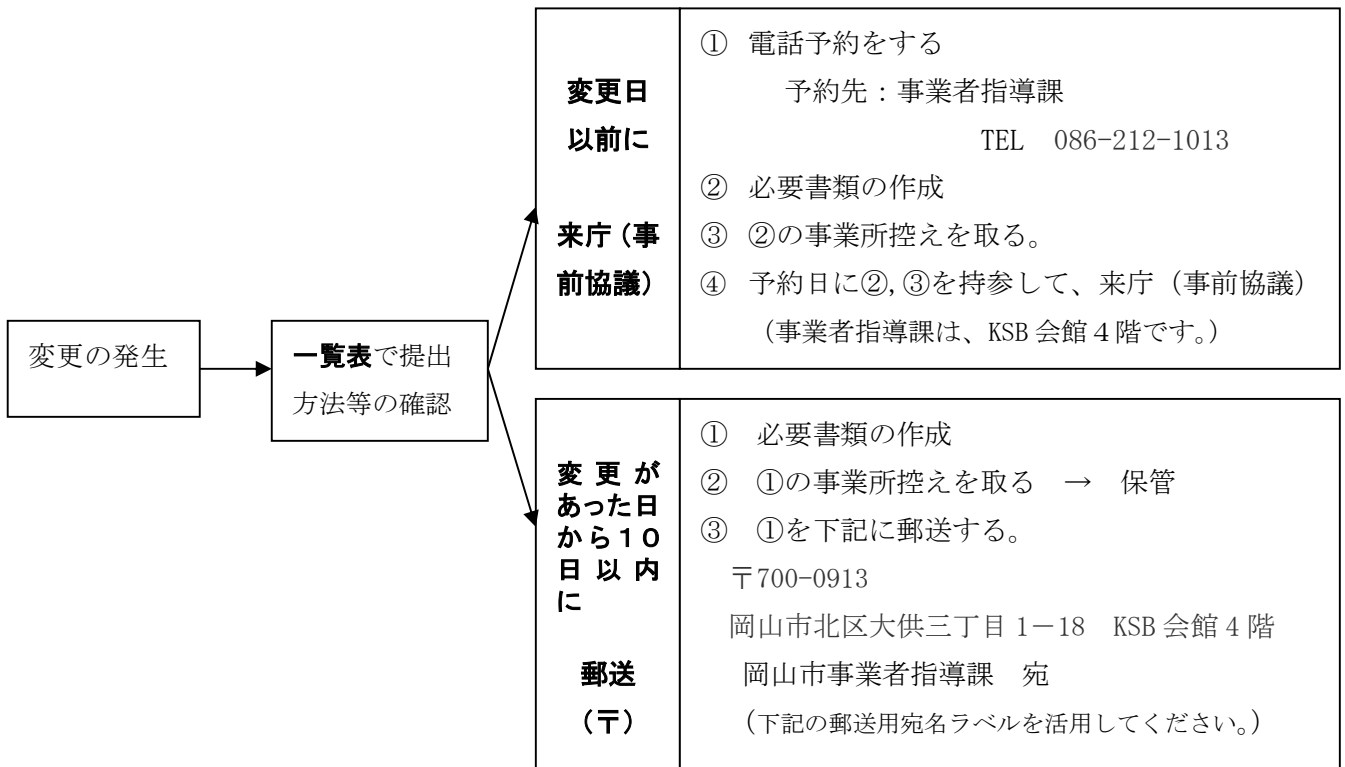 変更の発生
一覧表で提出
方法等の確認
変更日
以前に
来庁(事
前協議)
① 電話予約をする
予約先：事業者指導課
TEL 086-212-1013
② 必要書類の作成
③ ②の事業所控えを取る。
④ 予約日に②,③を持参して、来庁（事前協議）
（事業者指導課は、KSB会館４階です。）
変更が
あった日
から１０
日以内
に
郵送
(〒)
① 必要書類の作成
② ①の事業所控えを取る → 保管
③ ①を下記に郵送する。
〒700-0913
岡山市北区大供三丁目1－18 KSB会館4階
岡山市事業者指導課 宛
（下記の郵送用宛名ラベルを活用してください。）